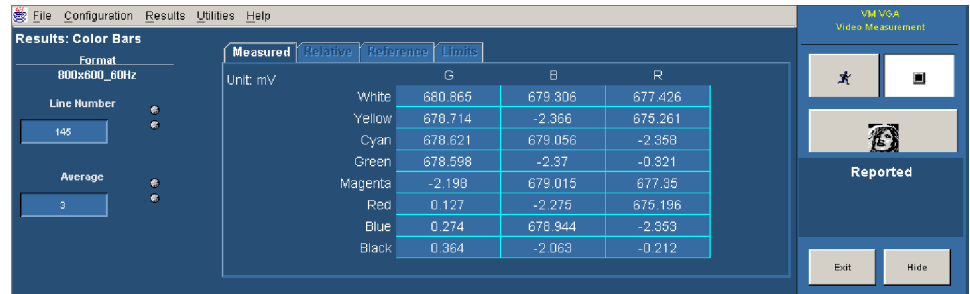 File Configuration Results Utilities Help
Results: Color Bars
Format
800x600_60Hz
Line Number
145
Average
3
Measured Relative Reference Limits
Unit: mV
G B R
White 680.865 679.306 677.426
Yellow 678.714 -2.366 675.261
Cyan 678.621 679.056 -2.358
Green 678.598 -2.37 -0.321
Magenta -2.198 679.015 677.35
Red 0.127 -2.275 675.196
Blue 0.274 678.944 -2.353
Black 0.364 -2.063 -0.212
VM VGA
Video Measurement
Reported
Exit Hide